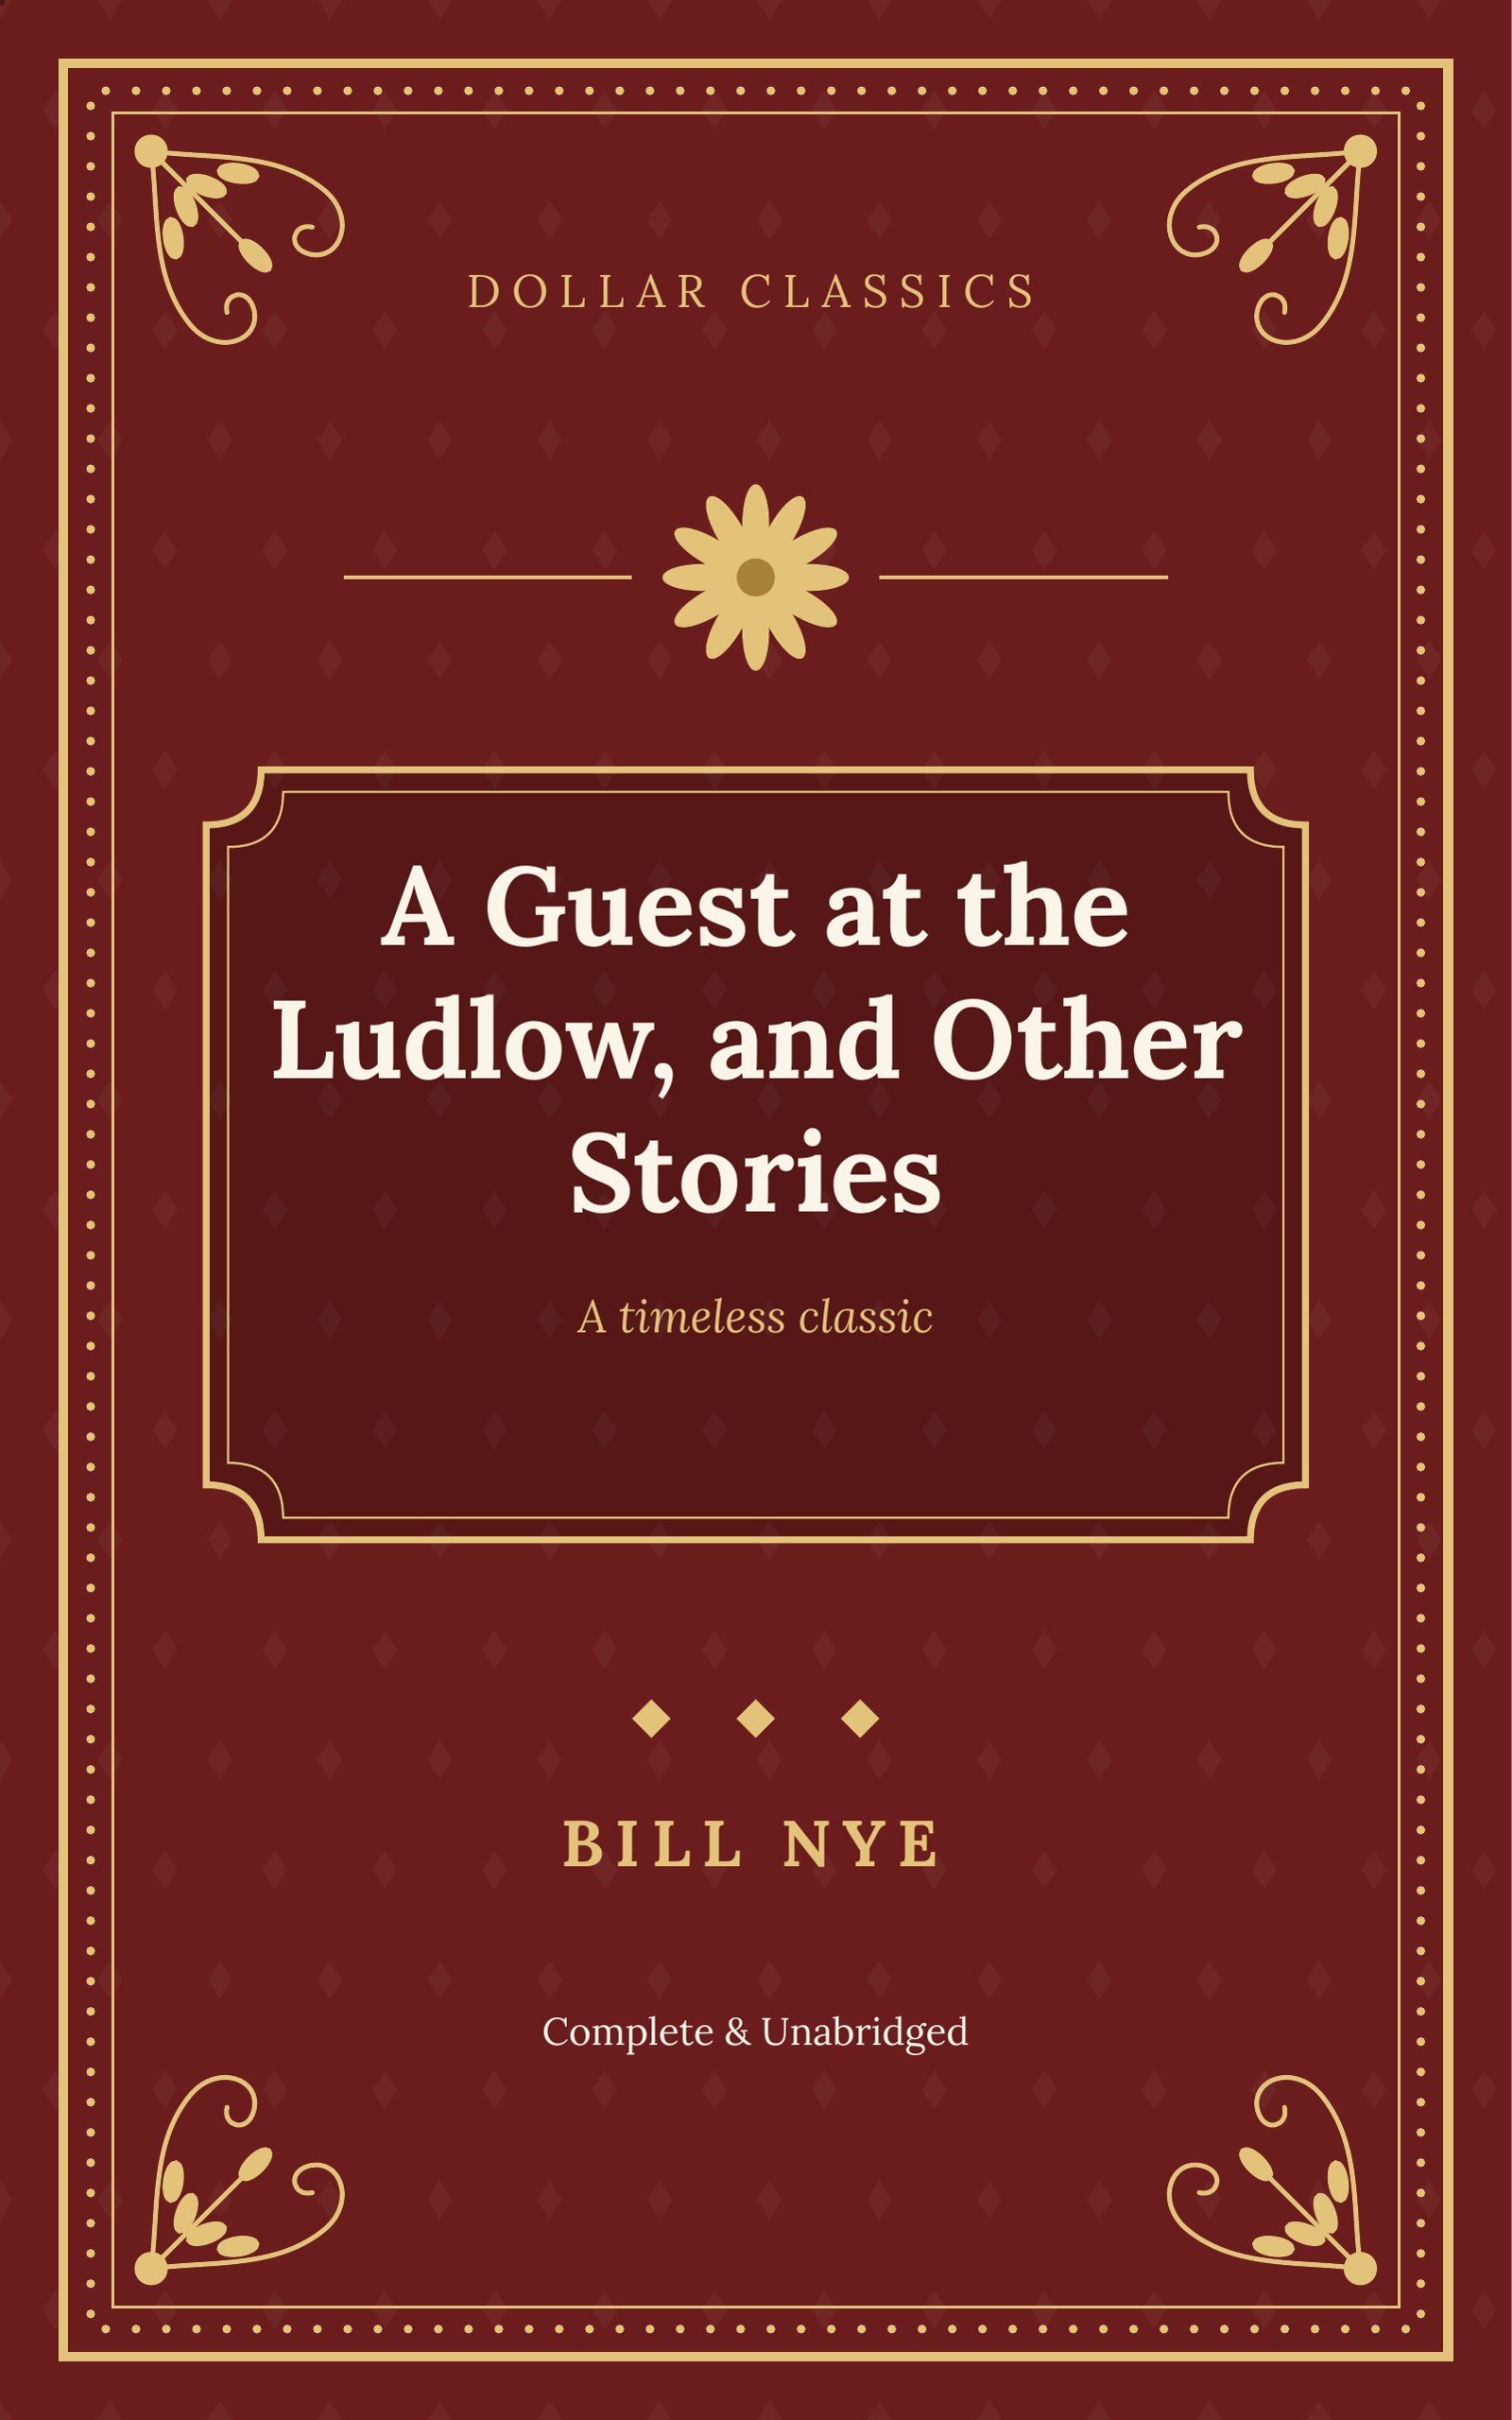 DOLLAR CLASSICS
A Guest at the
Ludlow, and Other
Stories
A timeless classic
BILL NYE
Complete & Unabridged